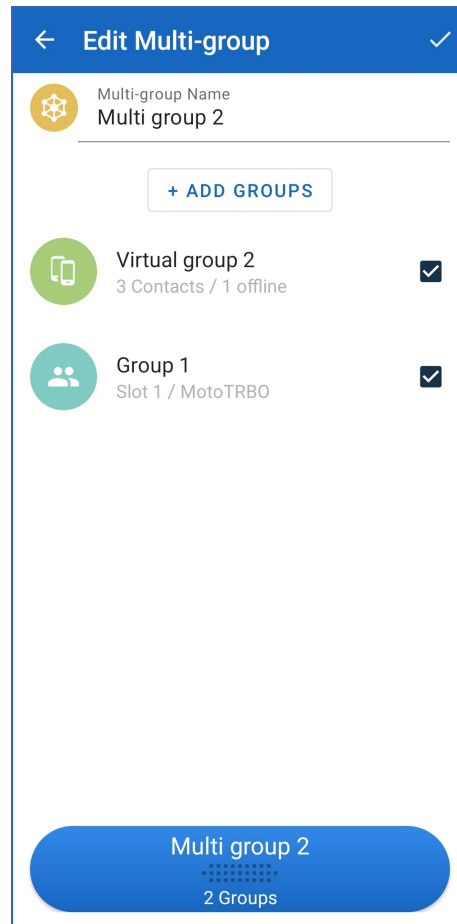 Edit Multi-group
Multi-group Name
Multi group 2
+ ADD GROUPS
Virtual group 2
3 Contacts / 1 offline
Group 1
Slot 1 / MotoTRBO
Multi group 2
2 Groups